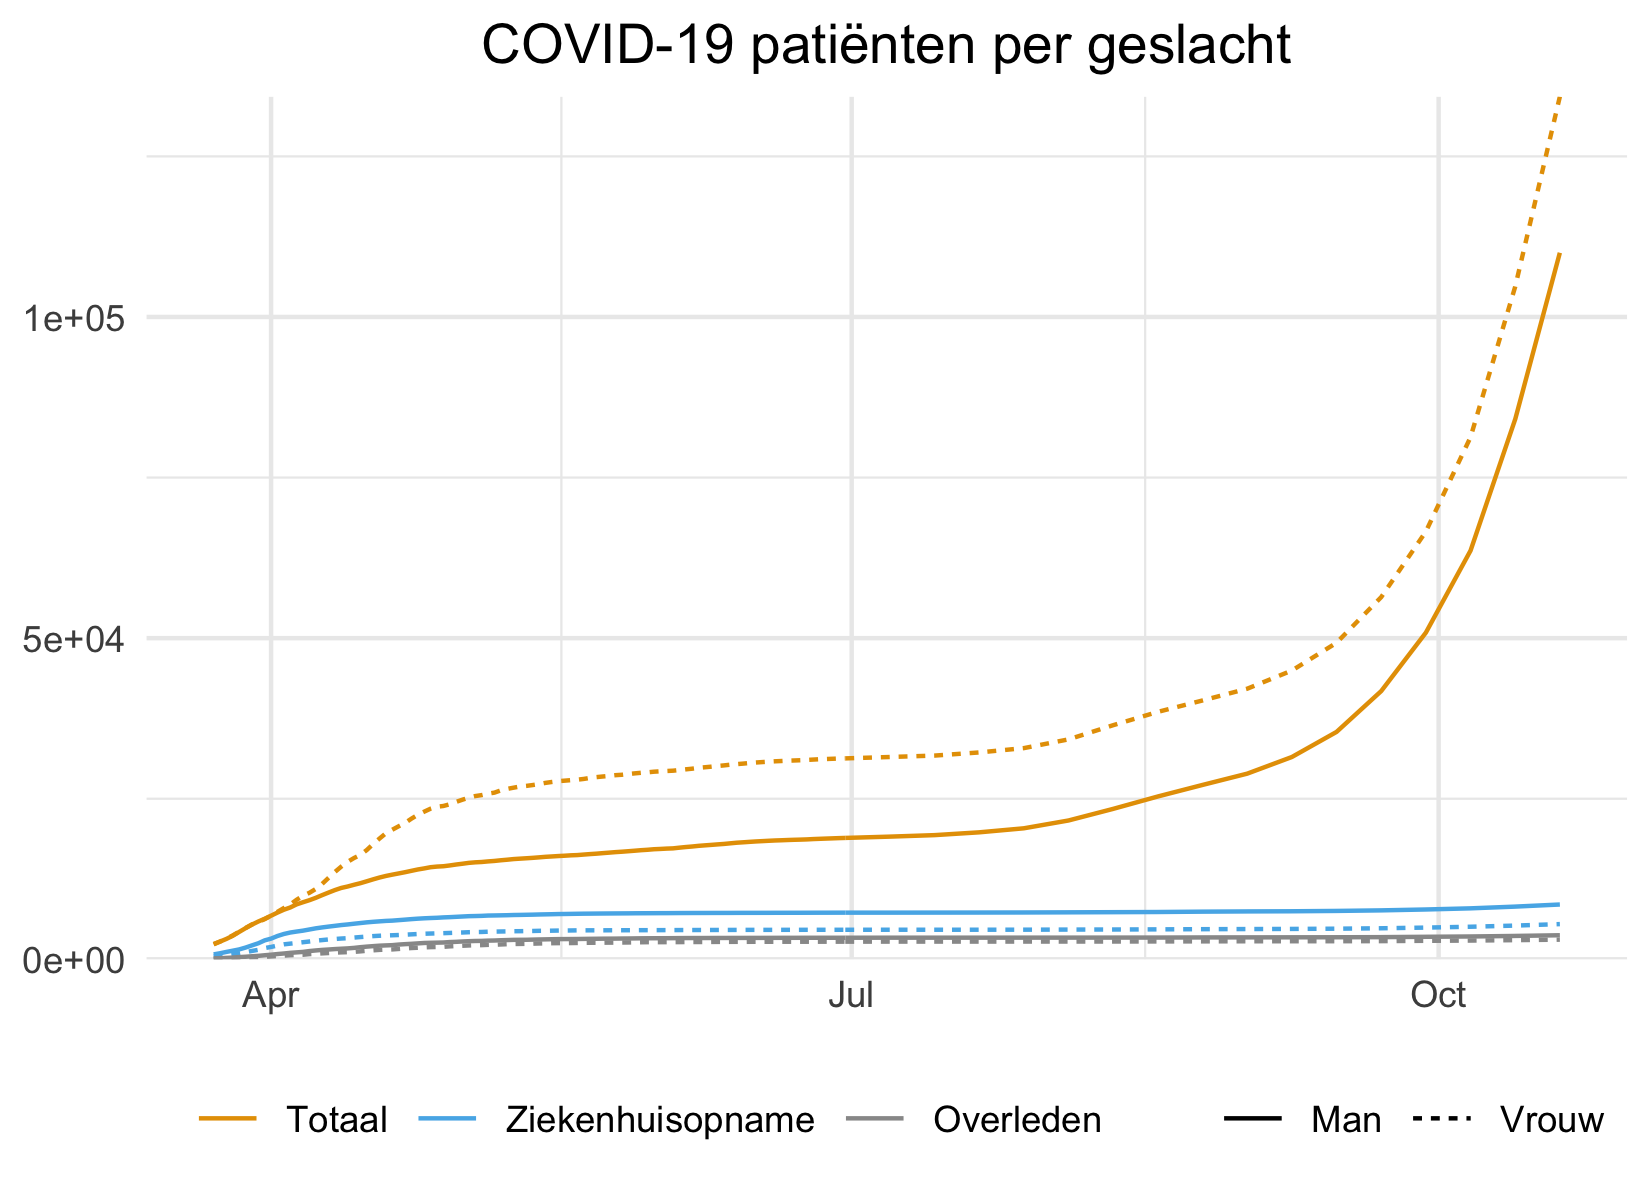 COVID-19 patiënten per geslacht
1e+05
5e+04
0e+00
Apr Jul Oct
Totaal Ziekenhuisopname Overleden Man Vrouw